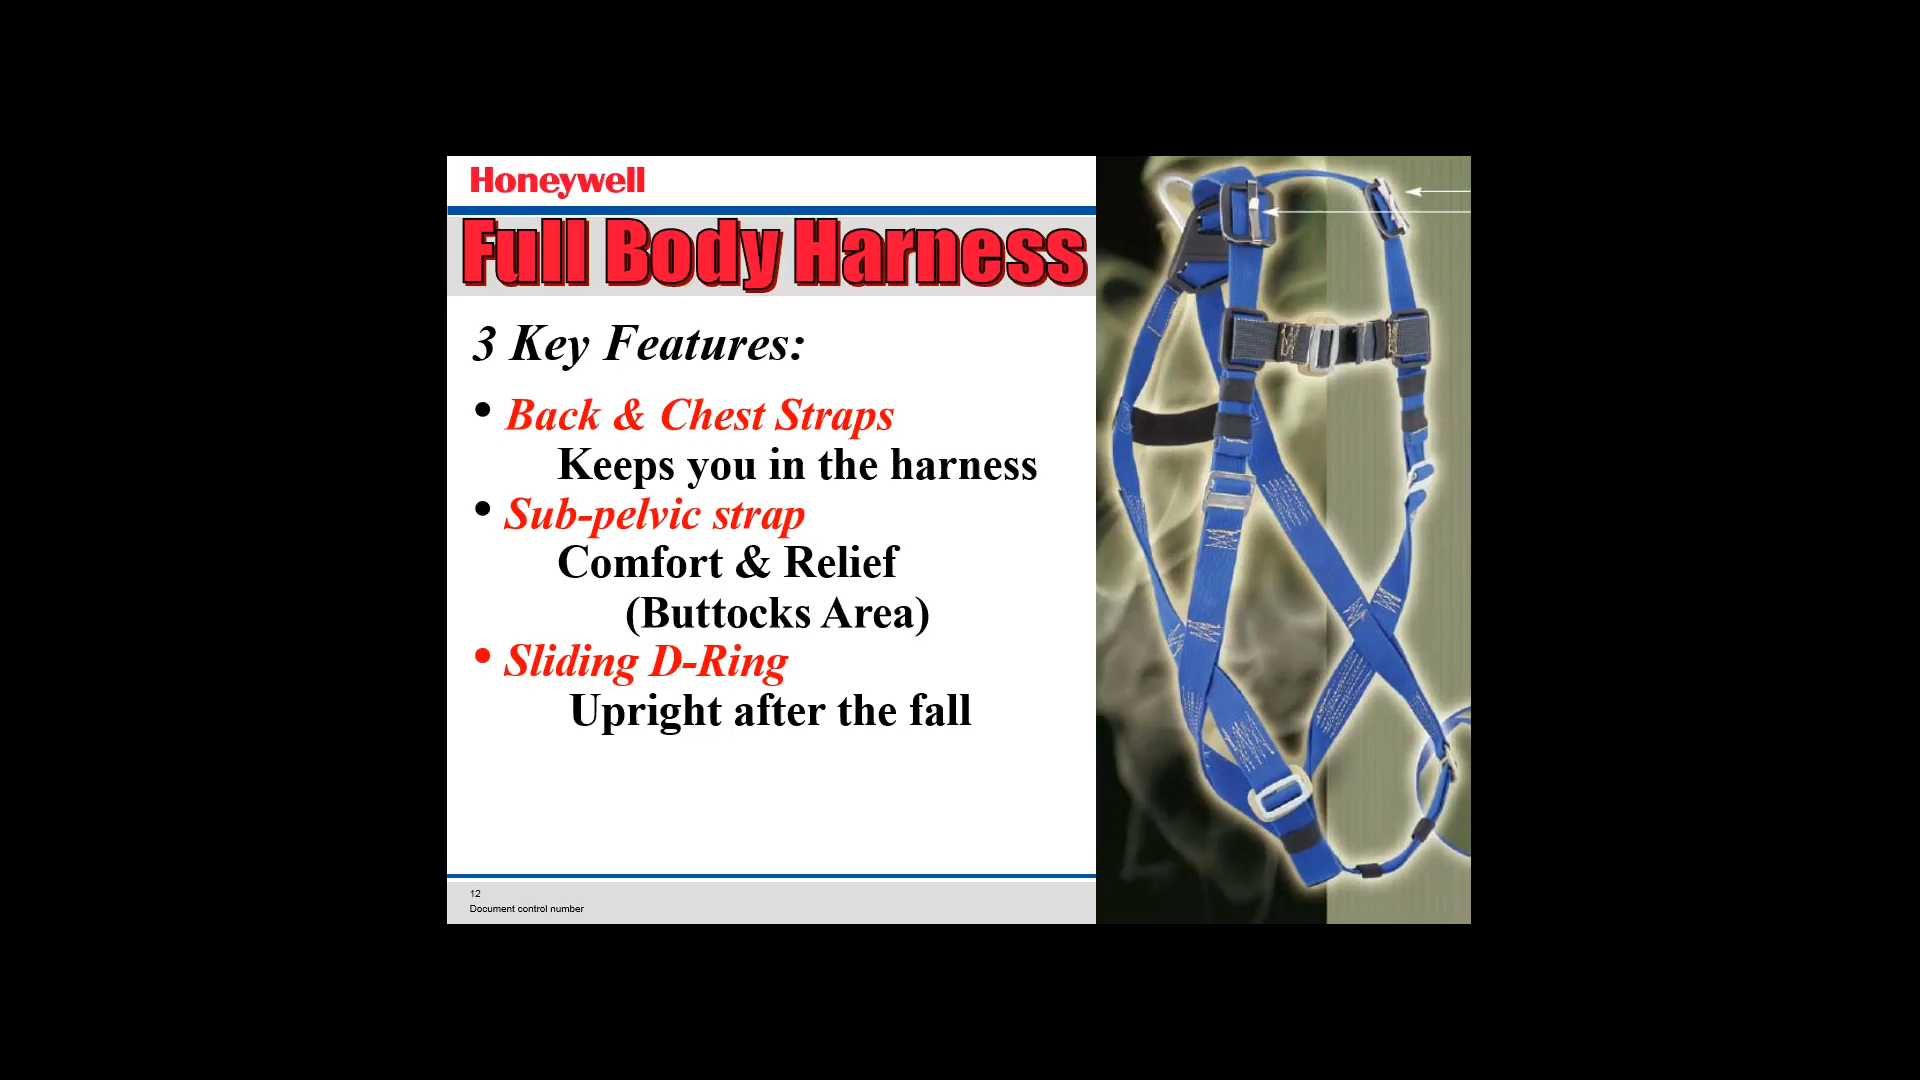 Honeywell
Full Body Harness
3 Key Features:
• Back & Chest Straps
Keeps you in the harness
• Sub-pelvic strap
Comfort & Relief
(Buttocks Area)
• Sliding D-Ring
Upright after the fall
12
Document control number